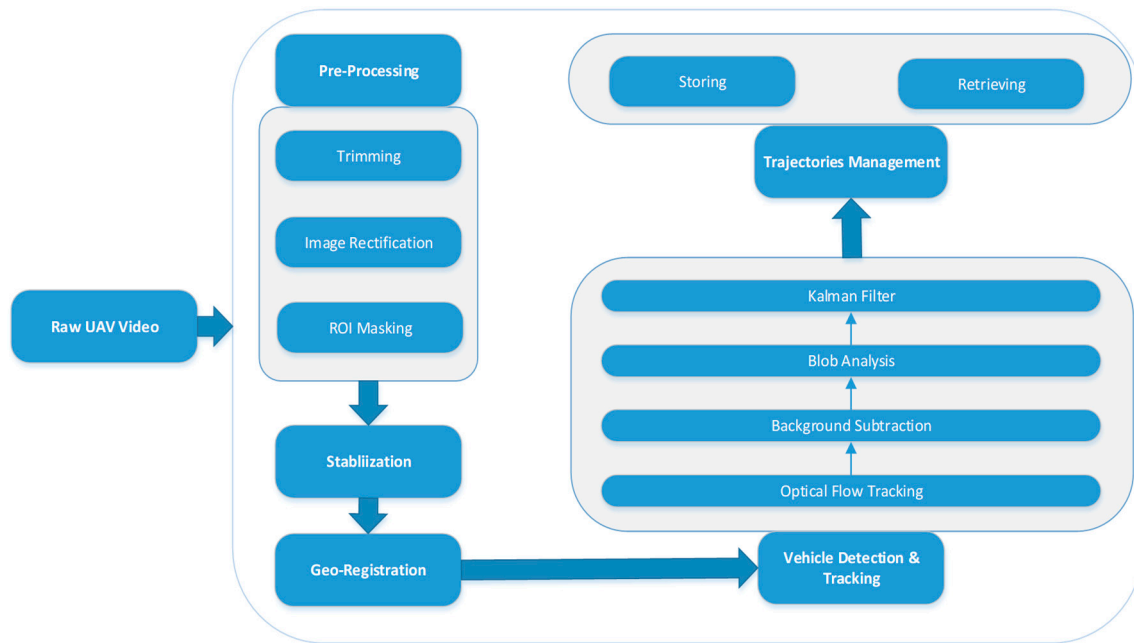 Raw UAV Video
Pre-Processing
Trimming
Image Rectification
ROI Masking
Stabliization
Geo-Registration
Vehicle Detection &
Tracking
Optical Flow Tracking
Background Subtraction
Blob Analysis
Kalman Filter
Trajectories Management
Storing
Retrieving